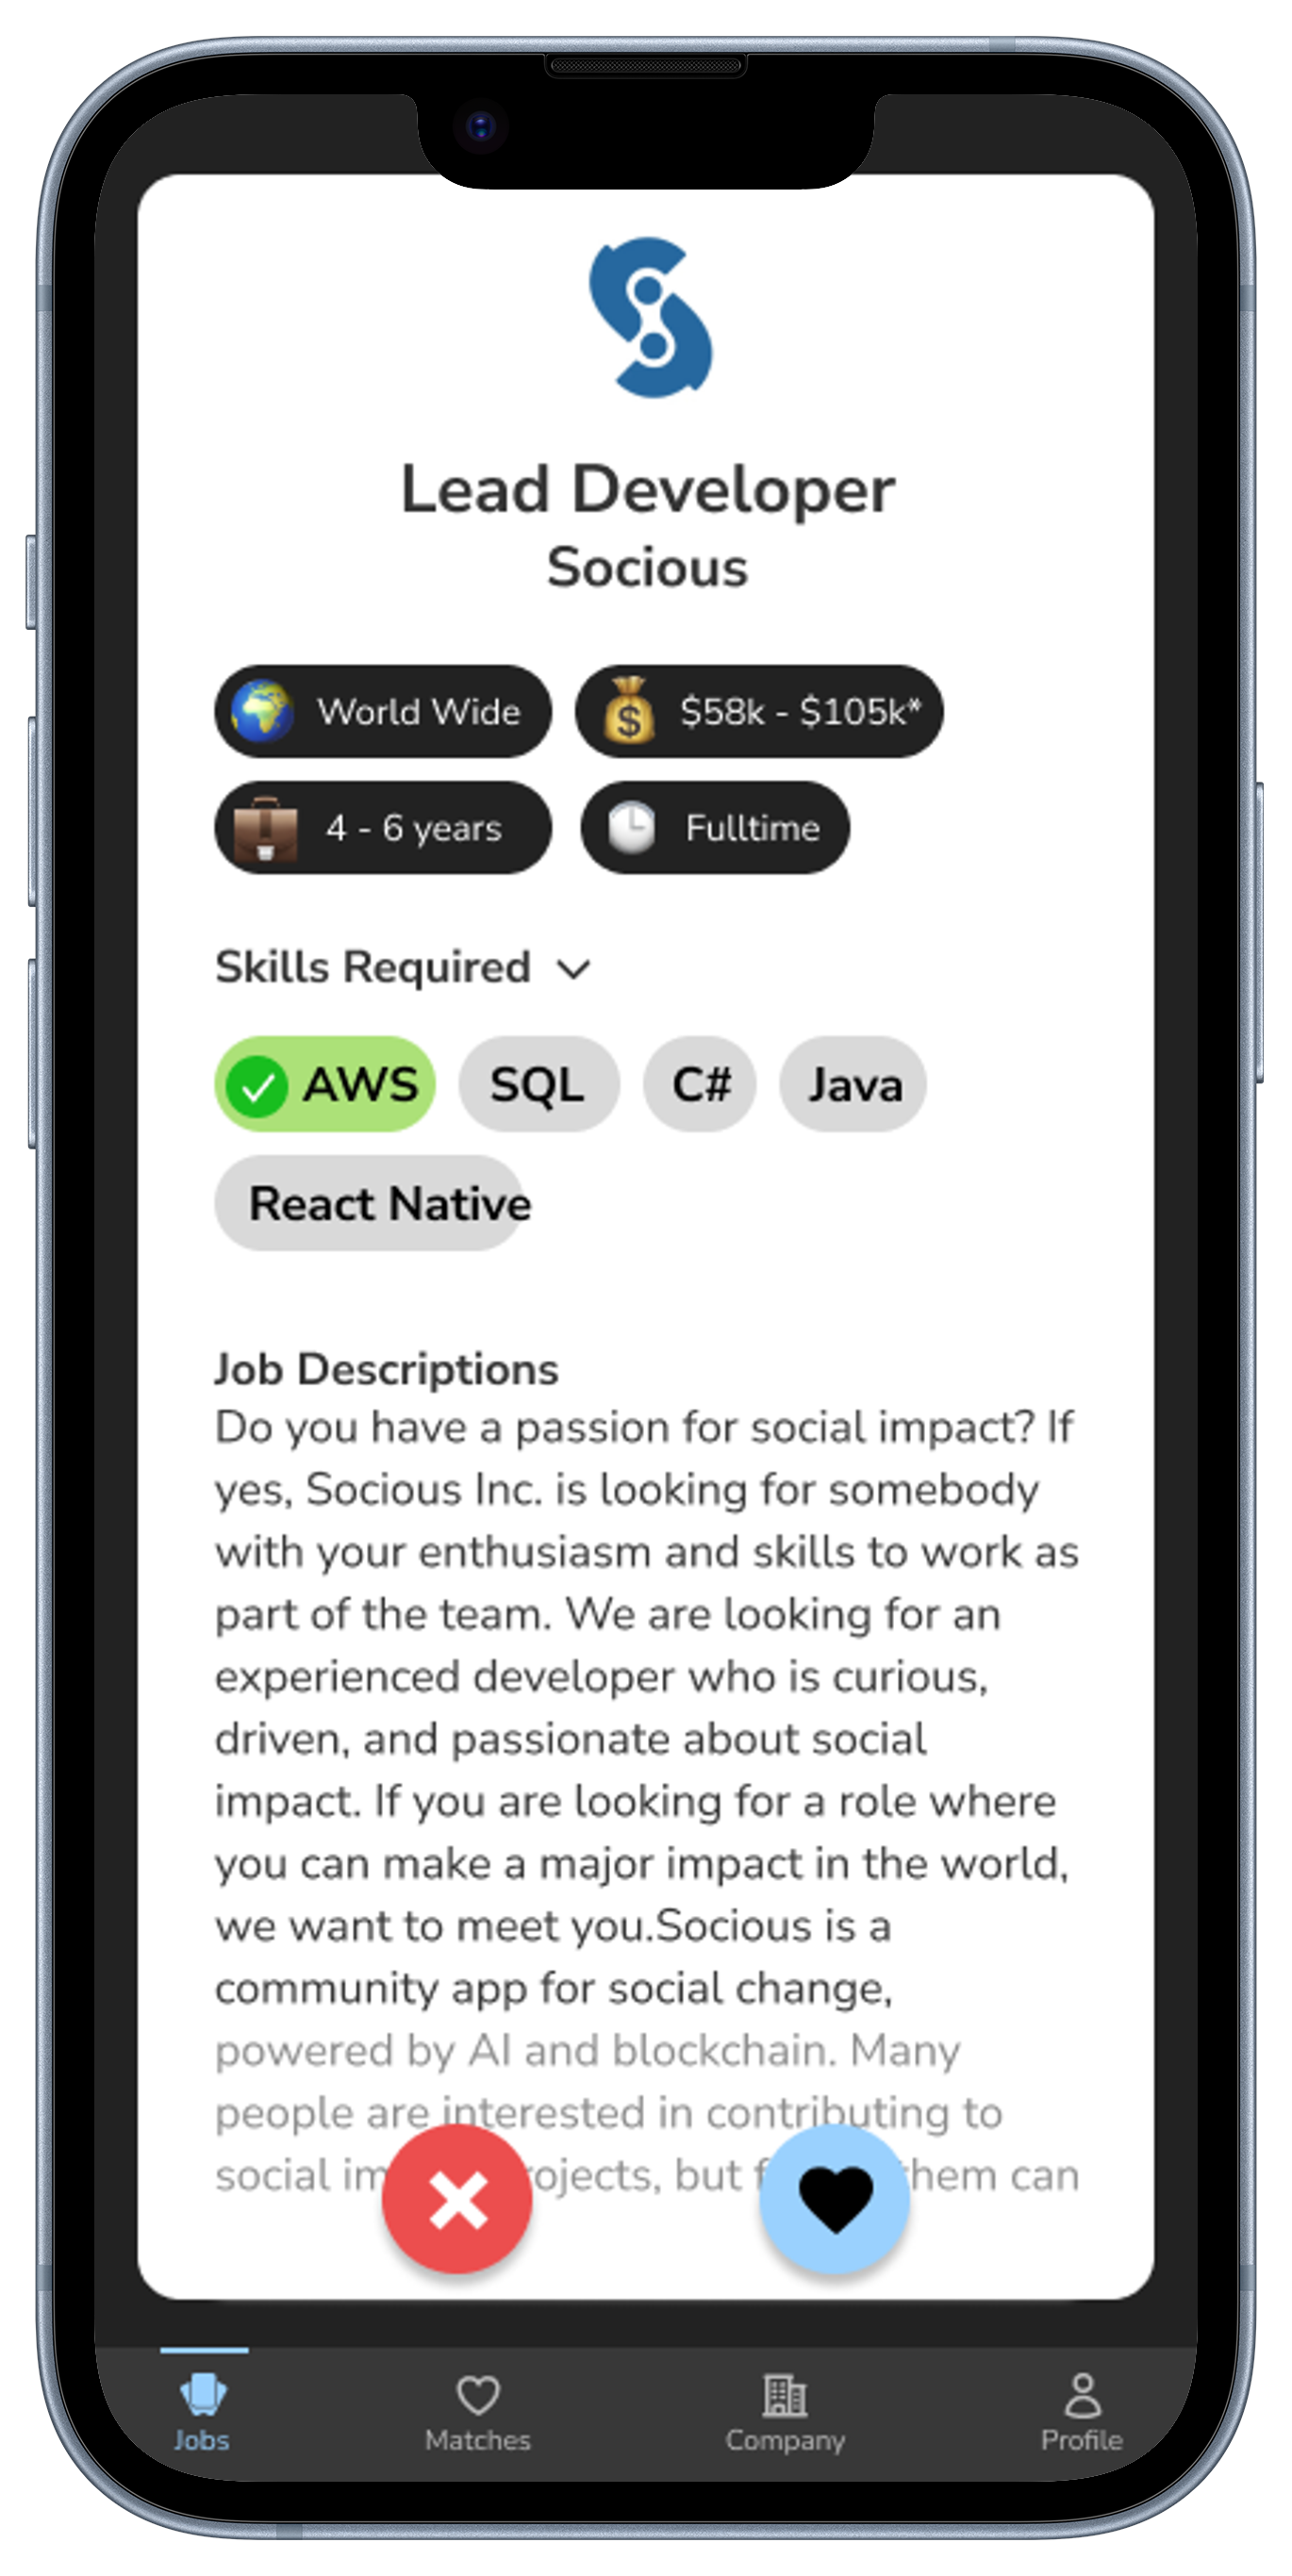 Lead Developer
Socious
World Wide
$58k - $105k*
4 - 6 years
Fulltime
Skills Required
AWS
SQL
C#
Java
React Native
Job Descriptions
Do you have a passion for social impact? If
yes, Socious Inc. is looking for somebody
with your enthusiasm and skills to work as
part of the team. We are looking for an
experienced developer who is curious,
driven, and passionate about social
impact. If you are looking for a role where
you can make a major impact in the world,
we want to meet you.Socious is a
community app for social change,
powered by AI and blockchain. Many
people are interested in contributing to
social but can
Jobs
Matches
Company
Profile